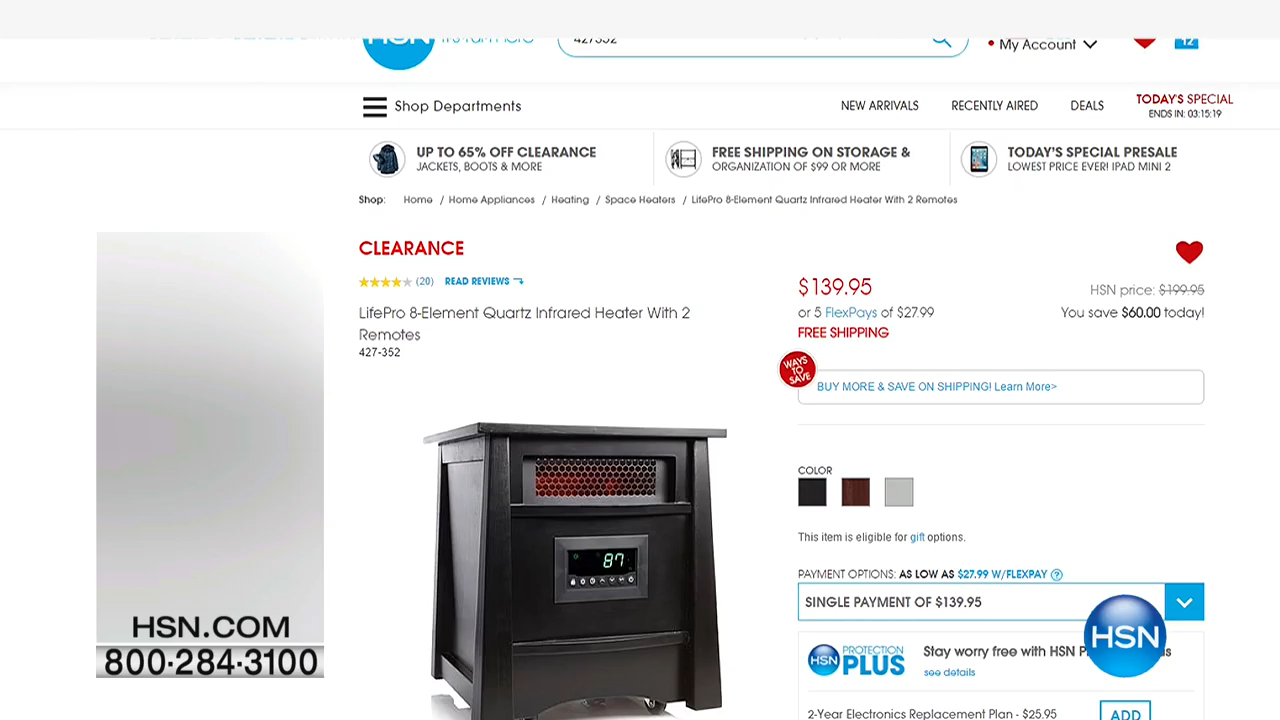 HSN
427352
My Account
12
Shop Departments
NEW ARRIVALS
RECENTLY AIRED
DEALS
TODAY'S SPECIAL
ENDS IN: 03:15:19
UP TO 65% OFF CLEARANCE
JACKETS, BOOTS & MORE
FREE SHIPPING ON STORAGE &
ORGANIZATION OF $99 OR MORE
TODAY'S SPECIAL PRESALE
LOWEST PRICE EVER! IPAD MINI 2
Shop: Home / Home Appliances / Heating / Space Heaters / LifePro 8-Element Quartz Infrared Heater With 2 Remotes
CLEARANCE
(20) READ REVIEWS
LifePro 8-Element Quartz Infrared Heater With 2
Remotes
427-352
$139.95
HSN price: $199.95
or 5 FlexPays of $27.99
You save $60.00 today!
FREE SHIPPING
WAYS
TO
SAVE
BUY MORE & SAVE ON SHIPPING! Learn More>
COLOR
This item is eligible for gift options.
87
PAYMENT OPTIONS: AS LOW AS $27.99 W/FLEXPAY ?
SINGLE PAYMENT OF $139.95
HSN
HSN PROTECTION
PLUS
Stay worry free with HSN P
us
see details
2-Year Electronics Replacement Plan - $25.95
ADD
HSN.COM
800·284·3100